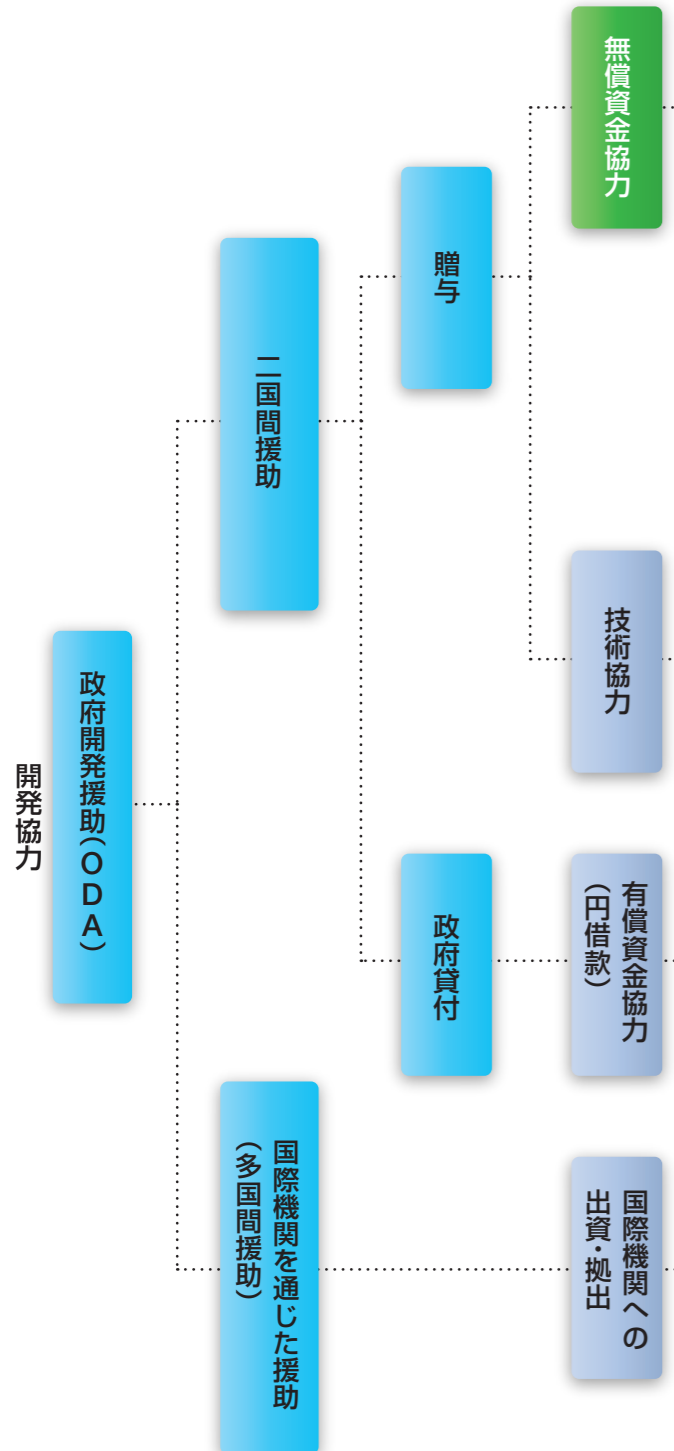 開発協力
政府開発援助(ODA)
二国間援助
贈与
無償資金協力
技術協力
政府貸付
有償資金協力
(円借款)
国際機関を通じた援助
(多国間援助)
国際機関への
出資・拠出